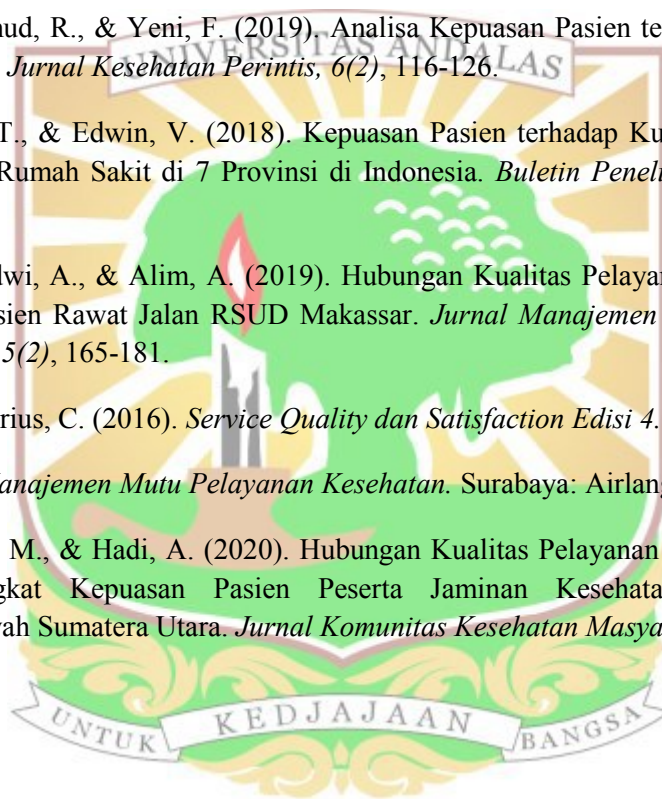 ud, R., & Yeni, F. (2019). Analisa Kepuasan Pasien te
UNIVERSITAS ANDALAS
Jurnal Kesehatan Perintis, 6(2), 116-126.
T., & Edwin, V. (2018). Kepuasan Pasien terhadap Ku
Rumah Sakit di 7 Provinsi di Indonesia. Buletin Peneli
lwi, A., & Alim, A. (2019). Hubungan Kualitas Pelayan
sien Rawat Jalan RSUD Makassar. Jurnal Manajemen
5(2), 165-181.
rius, C. (2016). Service Quality dan Satisfaction Edisi 4.
anajemen Mutu Pelayanan Kesehatan. Surabaya: Airlang
M., & Hadi, A. (2020). Hubungan Kualitas Pelayanan
gkat Kepuasan Pasien Peserta Jaminan Kesehata
yah Sumatera Utara. Jurnal Komunitas Kesehatan Masya
UNTUK KEDJAJAAN BANGSA